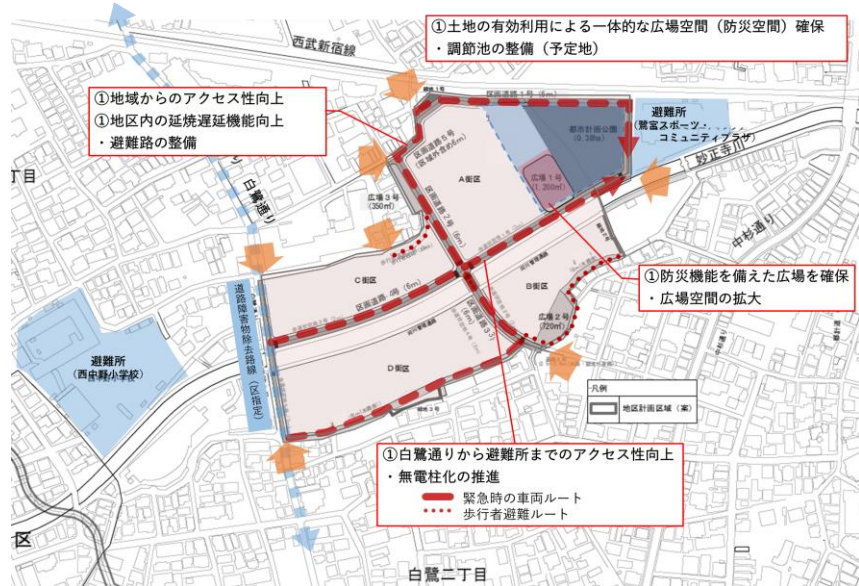 西武新宿線
①土地の有効利用による一体的な広場空間（防災空間）確保
・調節池の整備（予定地）
①地域からのアクセス性向上
①地区内の延焼遅延機能向上
・避難路の整備
区画道路1号（6m）
避難所
（鷺宮スポーツ・
コミュニティプラザ）
都市計画公園
（0.38ha）
区画道路5号
（区域外含め6m）
A街区
広場1号
（1,200㎡）
妙正寺川
丁目
白鷺通り
広場3号
（350㎡）
区画道路2号（6m）
中杉通り
①防災機能を備えた広場を確保
・広場空間の拡大
C街区
B街区
広場2号
（720㎡）
道路障害物除去路線（区指定）
避難所
（西中野小学校）
D街区
凡例
地区計画区域（案）
①白鷺通りから避難所までのアクセス性向上
・無電柱化の推進
緊急時の車両ルート
歩行者避難ルート
区
白鷺二丁目